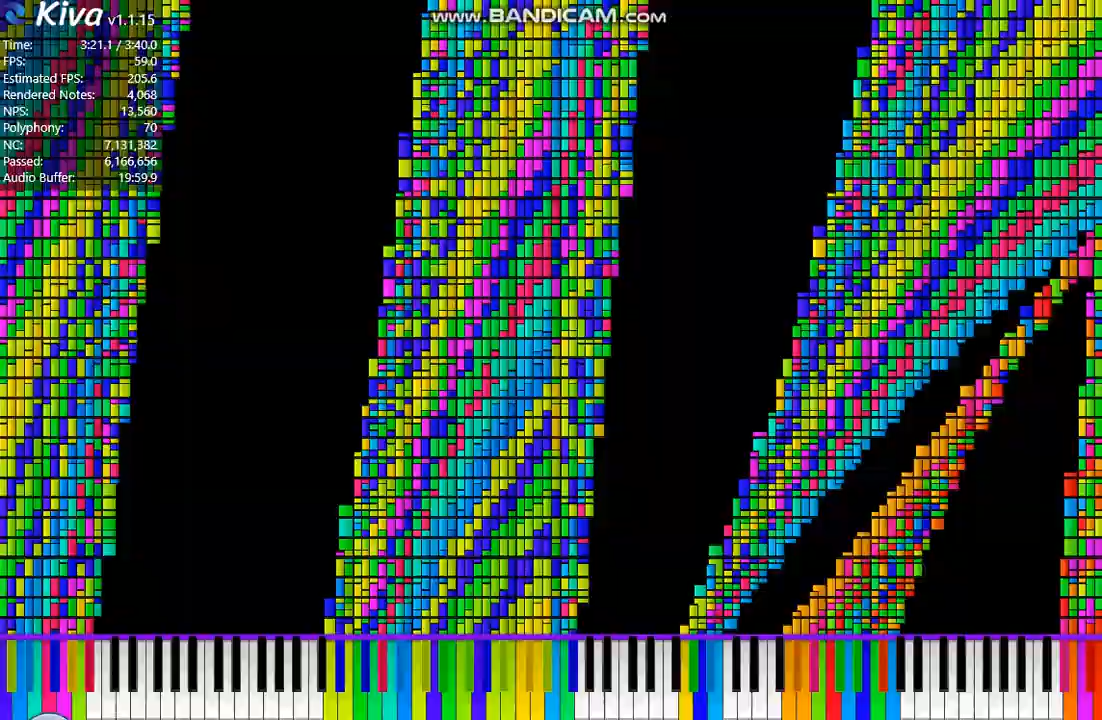 Kiva v1.1.15
www.BANDICAM.com
Time: 3:21.1 / 3:40.0
FPS: 59.0
Estimated FPS: 205.6
Rendered Notes: 4,068
NPS: 13,560
Polyphony: 70
NC: 7,131,382
Passed: 6,166,656
Audio Buffer: 19:59.9